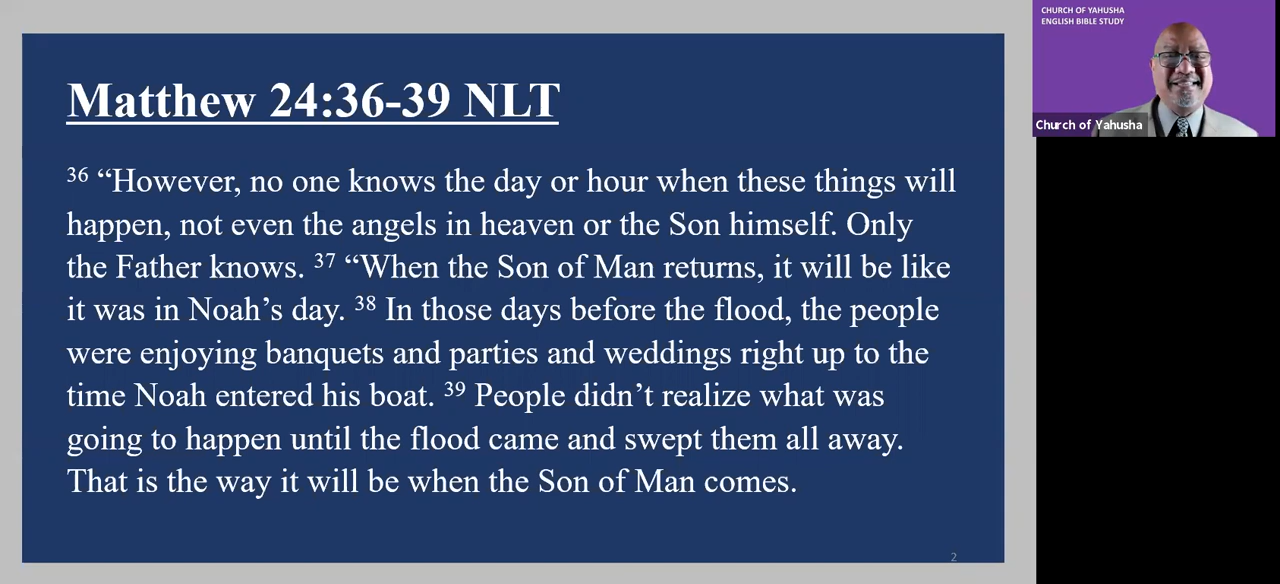 Matthew 24:36-39 NLT
36 “However, no one knows the day or hour when these things will
happen, not even the angels in heaven or the Son himself. Only
the Father knows. 37 “When the Son of Man returns, it will be like
it was in Noah’s day. 38 In those days before the flood, the people
were enjoying banquets and parties and weddings right up to the
time Noah entered his boat. 39 People didn’t realize what was
going to happen until the flood came and swept them all away.
That is the way it will be when the Son of Man comes.
2
CHURCH OF YAHUSHA
ENGLISH BIBLE STUDY
Church of Yahusha